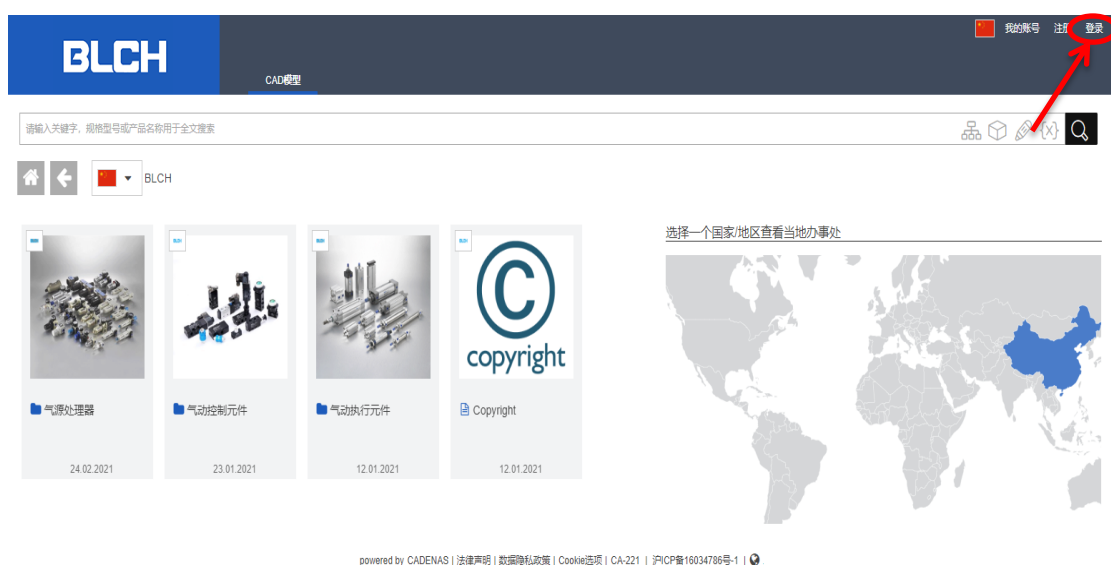 我的账号 注册 登录
BLCH
CAD模型
请输入关键字，规格型号或产品名称用于全文搜索
{X}
BLCH
选择一个国家/地区查看当地办事处
copyright
气源处理器
气动控制元件
气动执行元件
Copyright
24.02.2021
23.01.2021
12.01.2021
12.01.2021
powered by CADENAS | 法律声明 | 数据隐私政策 | Cookie选项 | CA-221 | 沪ICP备16034786号-1 |